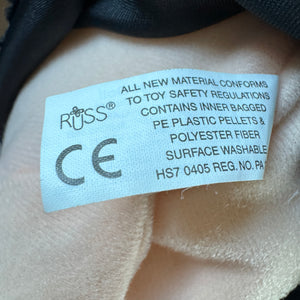 RUSS®
ALL NEW MATERIAL CONFORMS
TO TOY SAFETY REGULATIONS
CONTAINS INNER BAGGED
PE PLASTIC PELLETS &
POLYESTER FIBER
SURFACE WASHABLE
HS7 0405 REG. NO. PA
CE